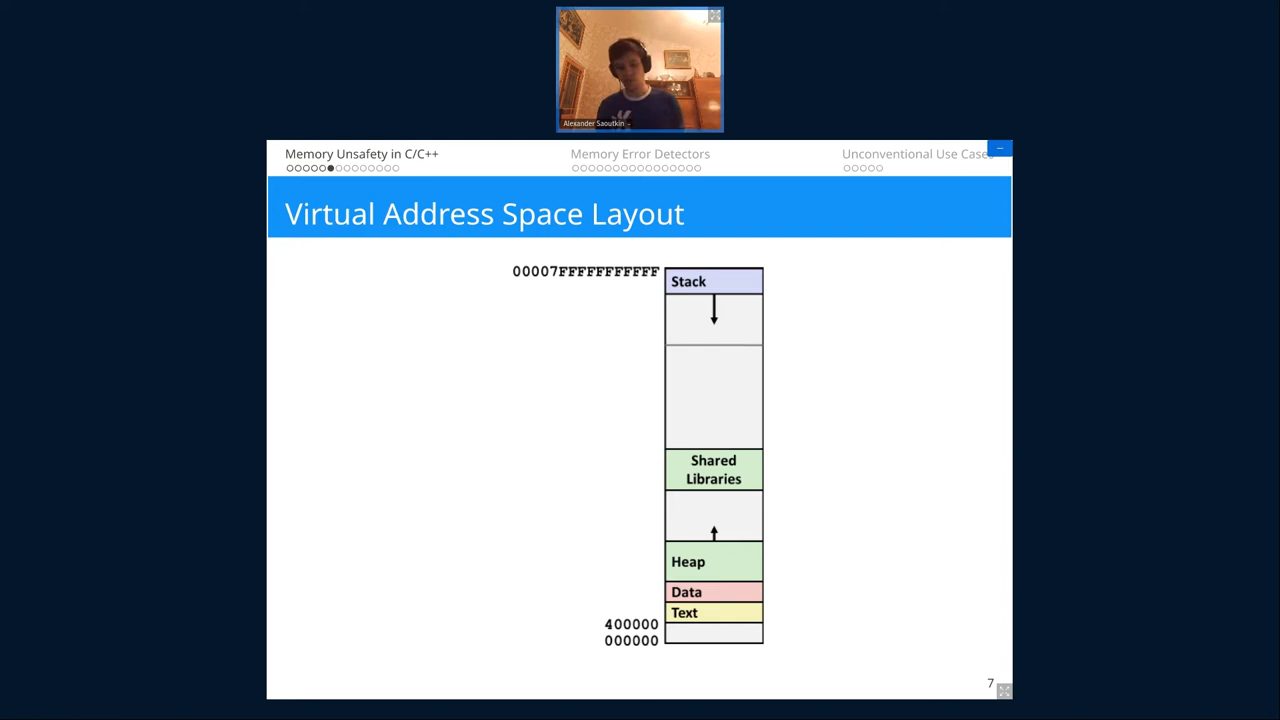 Alexander Saoutkin
Memory Unsafety in C/C++
Memory Error Detectors
Unconventional Use Cases
Virtual Address Space Layout
00007FFFFFFFFFFF
Stack
Shared
Libraries
Heap
Data
Text
400000
000000
7